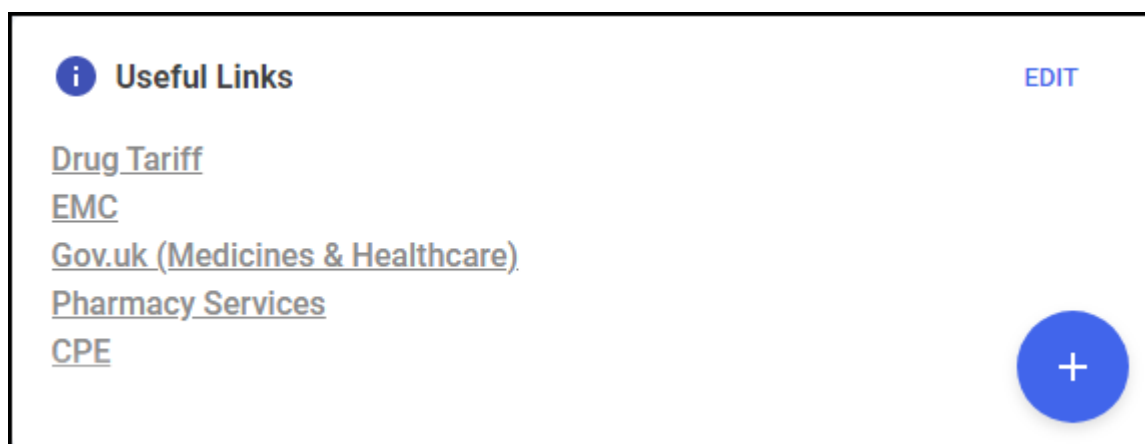 Useful Links
EDIT
Drug Tariff
EMC
Gov.uk (Medicines & Healthcare)
Pharmacy Services
CPE